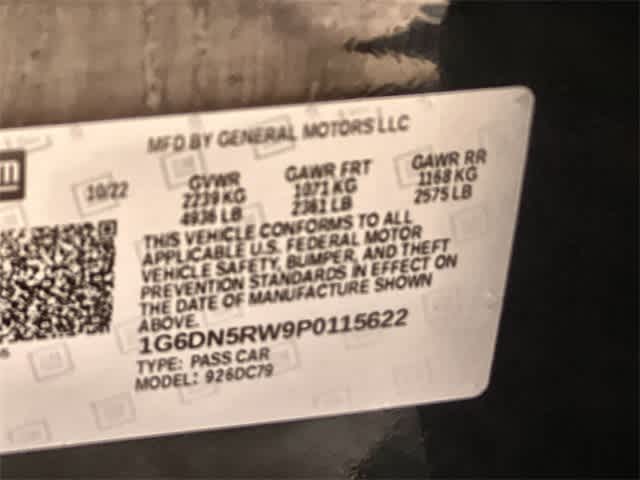 MFD BY GENERAL MOTORS LLC
m
10/22
GVWR
2239 KG
4936 LB
GAWR FRT
1071 KG
2361 LB
GAWR RR
1168 KG
2575 LB
THIS VEHICLE CONFORMS TO ALL
APPLICABLE U.S. FEDERAL MOTOR
VEHICLE SAFETY, BUMPER, AND THEFT
PREVENTION STANDARDS IN EFFECT ON
THE DATE OF MANUFACTURE SHOWN
ABOVE.
1G6DN5RW9P0115622
TYPE: PASS CAR
MODEL: 926DC79